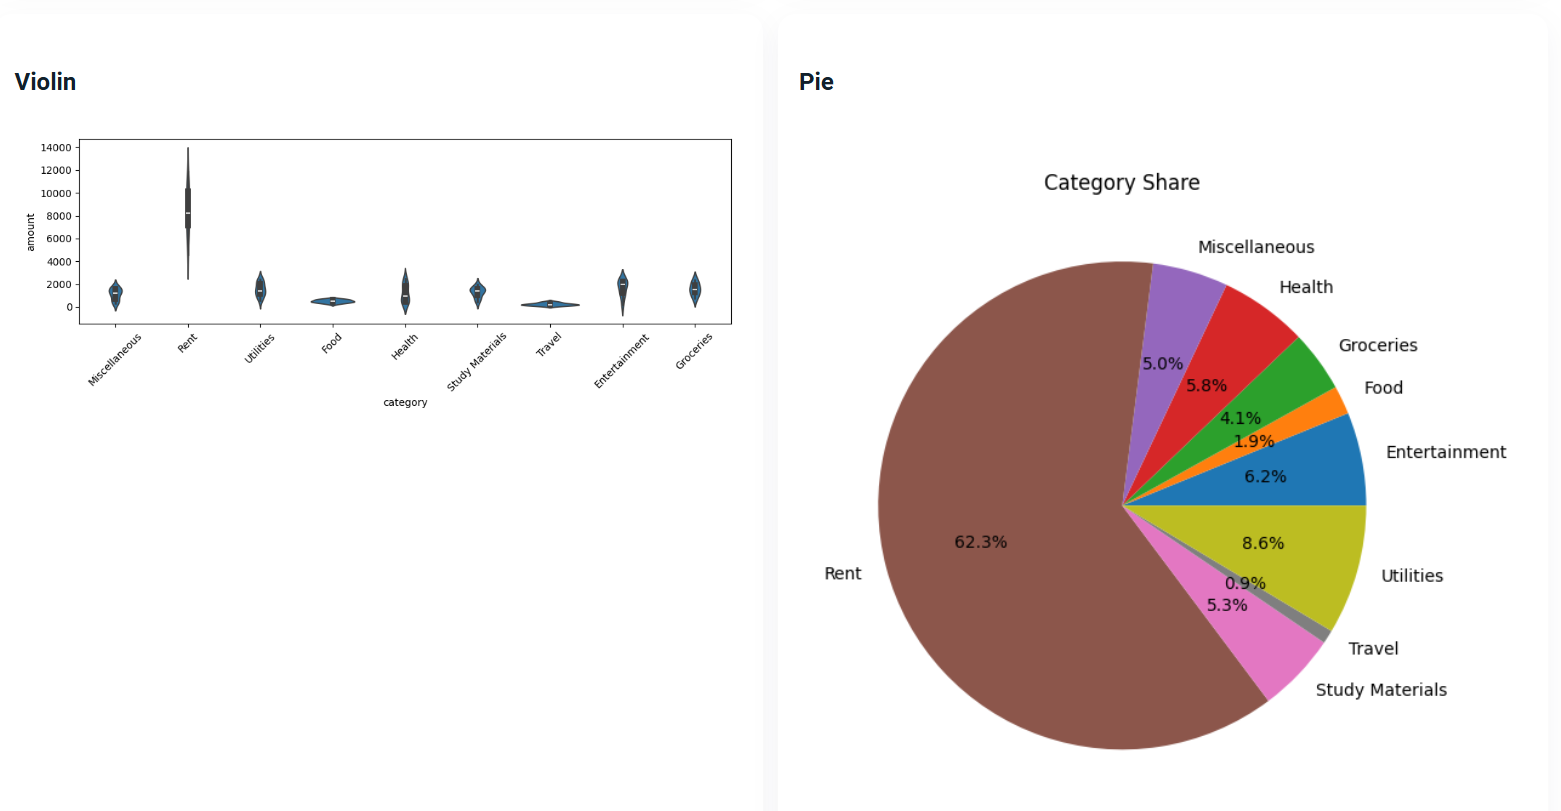 Violin
14000
12000
10000
8000
6000
4000
2000
0
amount
Miscellaneous
Rent
Utilities
Food
Health
Study Materials
Travel
Entertainment
Groceries
category
Pie
Category Share
Miscellaneous
Health
Groceries
Food
Entertainment
Utilities
Travel
Study Materials
Rent
5.0%
5.8%
4.1%
1.9%
6.2%
8.6%
0.9%
5.3%
62.3%